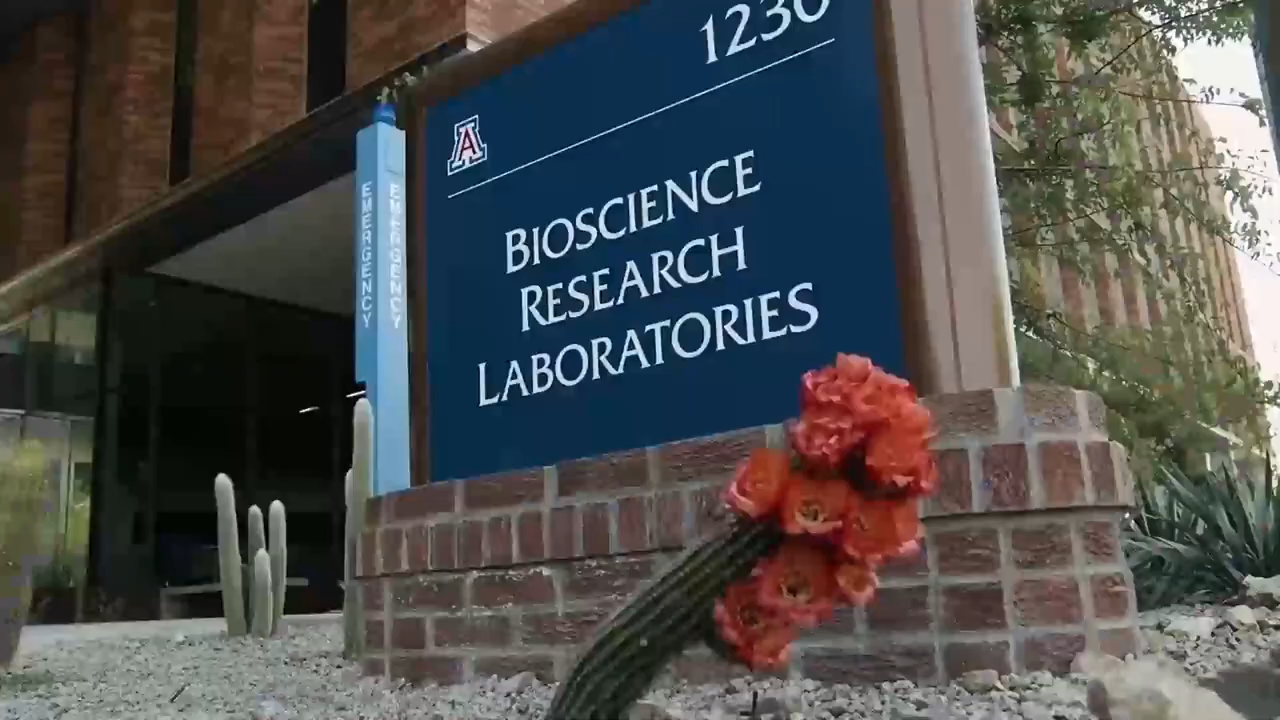 1230
A
BIOSCIENCE
RESEARCH
LABORATORIES
EMERGENCY
EMERGENCY